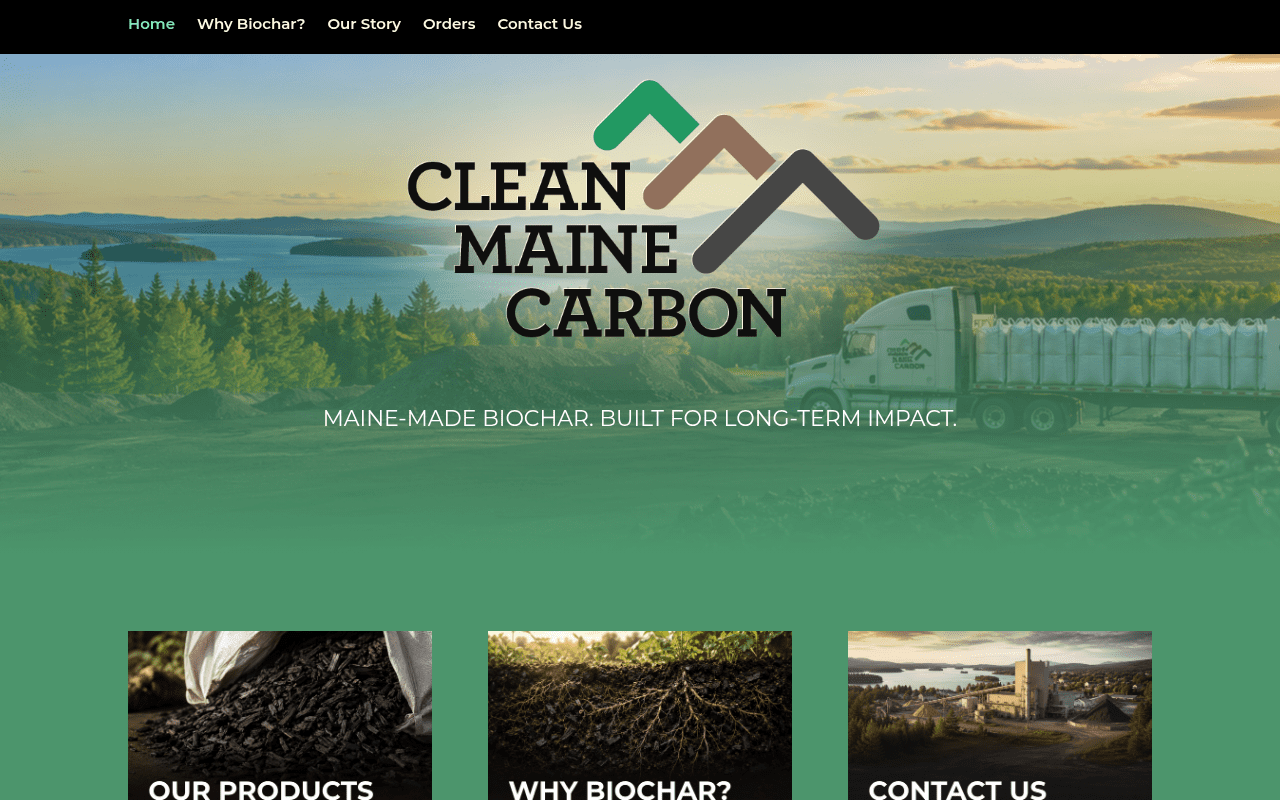 Home
Why Biochar?
Our Story
Orders
Contact Us
CLEAN
MAINE
CARBON
CARBON
MAINE-MADE BIOCHAR. BUILT FOR LONG-TERM IMPACT.
OUR PRODUCTS
WHY BIOCHAR?
CONTACT US